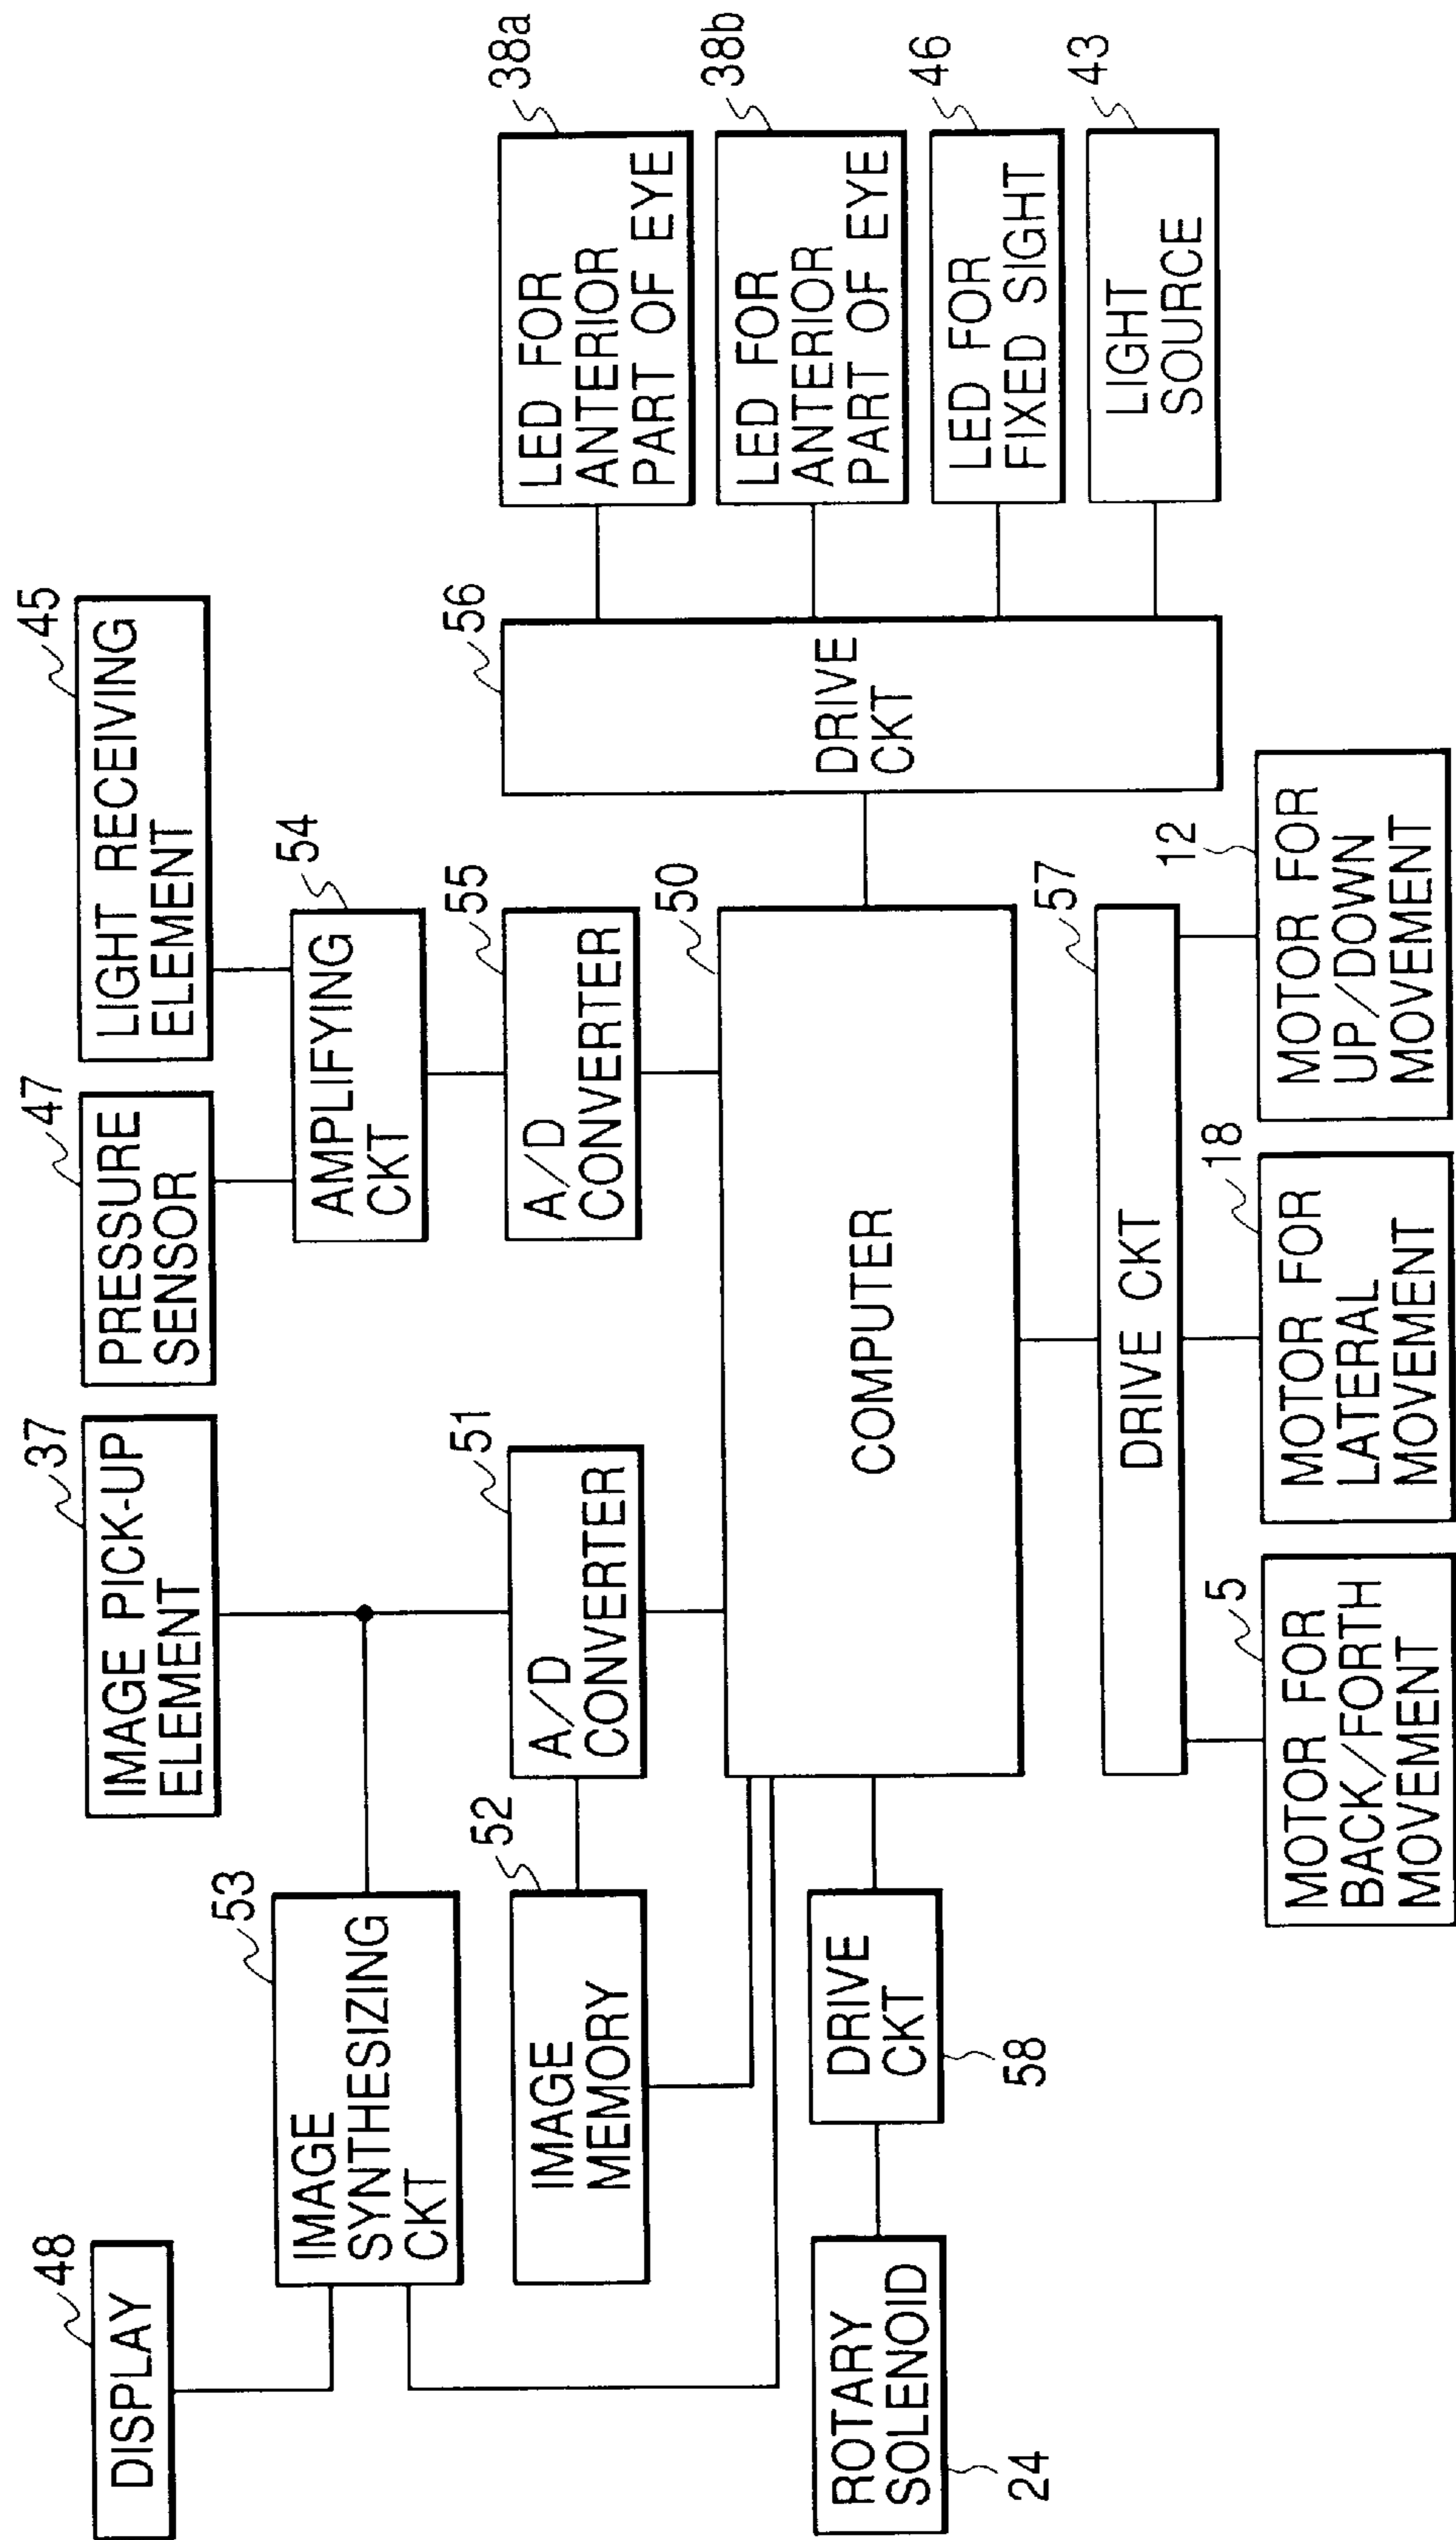 48
DISPLAY
37
IMAGE PICK-UP
ELEMENT
47
PRESSURE
SENSOR
45
LIGHT RECEIVING
ELEMENT
53
IMAGE
SYNTHESIZING
CKT
54
AMPLIFYING
CKT
52
IMAGE
MEMORY
51
A/D
CONVERTER
55
A/D
CONVERTER
56
DRIVE
CKT
38a
LED FOR
ANTERIOR
PART OF EYE
38b
LED FOR
ANTERIOR
PART OF EYE
46
LED FOR
FIXED SIGHT
43
LIGHT
SOURCE
50
COMPUTER
ROTARY
SOLENOID
24
DRIVE
CKT
58
57
DRIVE CKT
5
MOTOR FOR
BACK/FORTH
MOVEMENT
18
MOTOR FOR
LATERAL
MOVEMENT
12
MOTOR FOR
UP/DOWN
MOVEMENT